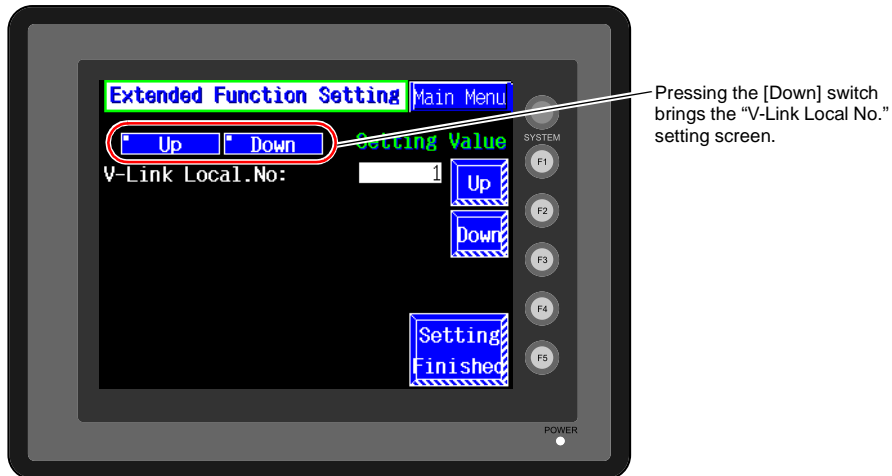 Extended Function Setting
Main Menu
Up
Down
Setting Value
V-Link Local.No:
1
Up
Down
Setting
Finished
SYSTEM
F1
F2
F3
F4
F5
POWER
Pressing the [Down] switch
brings the “V-Link Local No.”
setting screen.